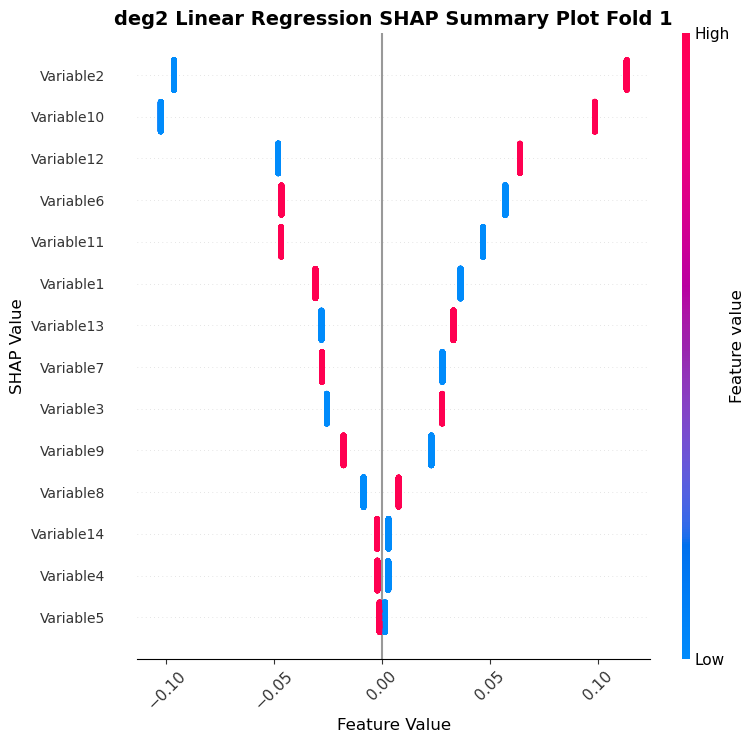 deg2 Linear Regression SHAP Summary Plot Fold 1
High
Variable2
Variable10
Variable12
Variable6
Variable11
Variable1
Variable13
Variable7
Variable3
Variable9
Variable8
Variable14
Variable4
Variable5
SHAP Value
Feature value
Low
−0.10
−0.05
0.00
0.05
0.10
Feature Value